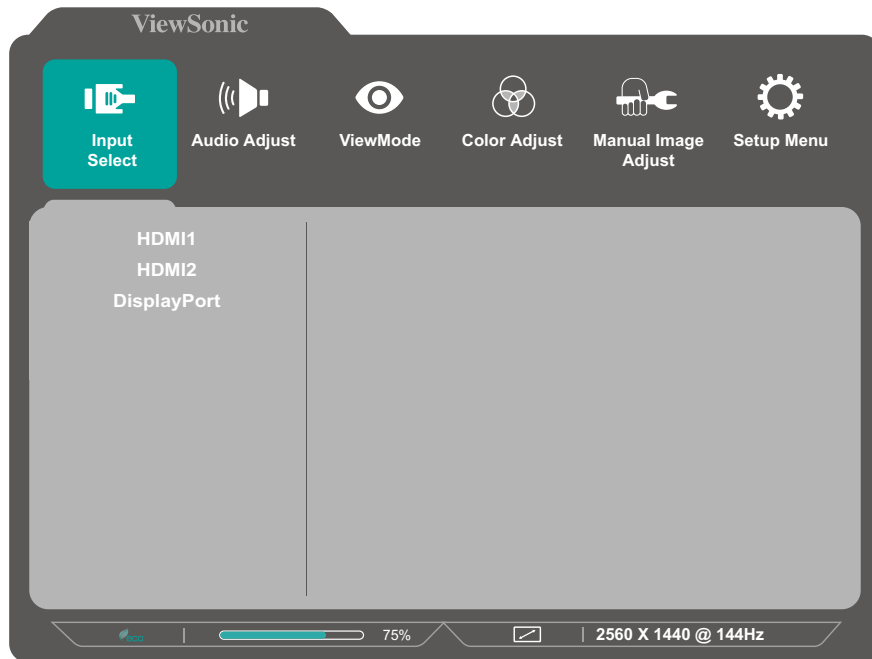 ViewSonic
Input
Select
Audio Adjust
ViewMode
Color Adjust
Manual Image
Adjust
Setup Menu
HDMI1
HDMI2
DisplayPort
eco
75%
2560 X 1440 @ 144Hz